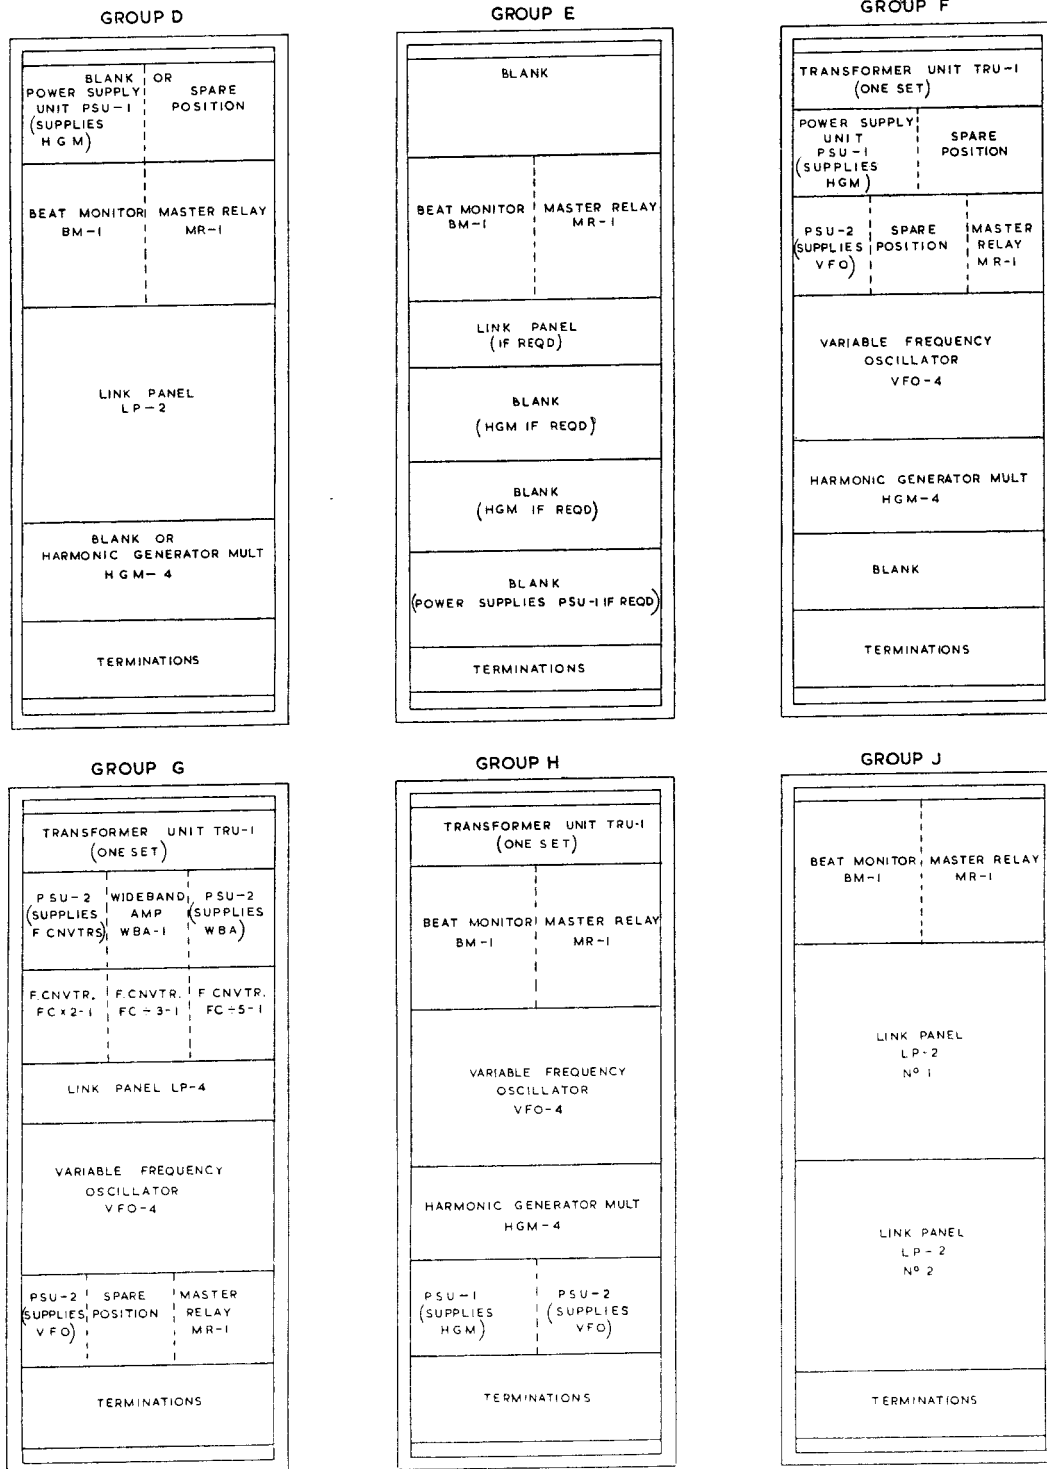 GROUP D
BLANK OR
POWER SUPPLY
UNIT PSU-1
(SUPPLIES
HGM)
SPARE
POSITION
BEAT MONITOR
BM-1
MASTER RELAY
MR-1
LINK PANEL
LP-2
BLANK OR
HARMONIC GENERATOR MULT
HGM-4
TERMINATIONS
GROUP E
BLANK
BEAT MONITOR
BM-1
MASTER RELAY
MR-1
LINK PANEL
(IF REQD)
BLANK
(HGM IF REQD)
BLANK
(HGM IF REQD)
BLANK
(POWER SUPPLIES PSU-1 IF REQD)
TERMINATIONS
GROUP F
TRANSFORMER UNIT TRU-1
(ONE SET)
POWER SUPPLY
UNIT
PSU-1
(SUPPLIES
HGM)
SPARE
POSITION
PSU-2
(SUPPLIES
VFO)
SPARE
POSITION
MASTER
RELAY
MR-1
VARIABLE FREQUENCY
OSCILLATOR
VFO-4
HARMONIC GENERATOR MULT
HGM-4
BLANK
TERMINATIONS
GROUP G
TRANSFORMER UNIT TRU-1
(ONE SET)
PSU-2
(SUPPLIES
F CNVTRS)
WIDEBAND
AMP
WBA-1
PSU-2
(SUPPLIES
WBA)
F.CNVTR.
FC×2-1
F.CNVTR.
FC÷3-1
F CNVTR.
FC÷5-1
LINK PANEL LP-4
VARIABLE FREQUENCY
OSCILLATOR
VFO-4
PSU-2
(SUPPLIES
VFO)
SPARE
POSITION
MASTER
RELAY
MR-1
TERMINATIONS
GROUP H
TRANSFORMER UNIT TRU-1
(ONE SET)
BEAT MONITOR
BM-1
MASTER RELAY
MR-1
VARIABLE FREQUENCY
OSCILLATOR
VFO-4
HARMONIC GENERATOR MULT
HGM-4
PSU-1
(SUPPLIES
HGM)
PSU-2
(SUPPLIES
VFO)
TERMINATIONS
GROUP J
BEAT MONITOR
BM-1
MASTER RELAY
MR-1
LINK PANEL
LP-2
Nº 1
LINK PANEL
LP-2
Nº 2
TERMINATIONS